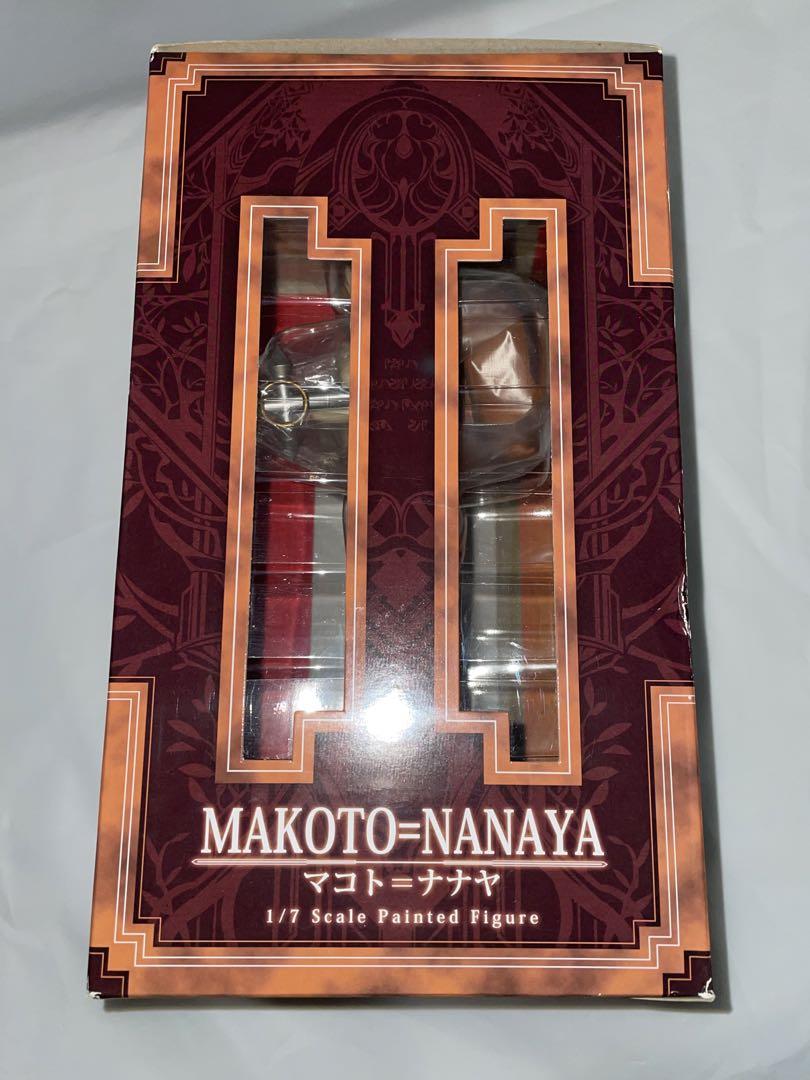 MAKOTO=NANAYA
マコト=ナナヤ
1/7 Scale Painted Figure